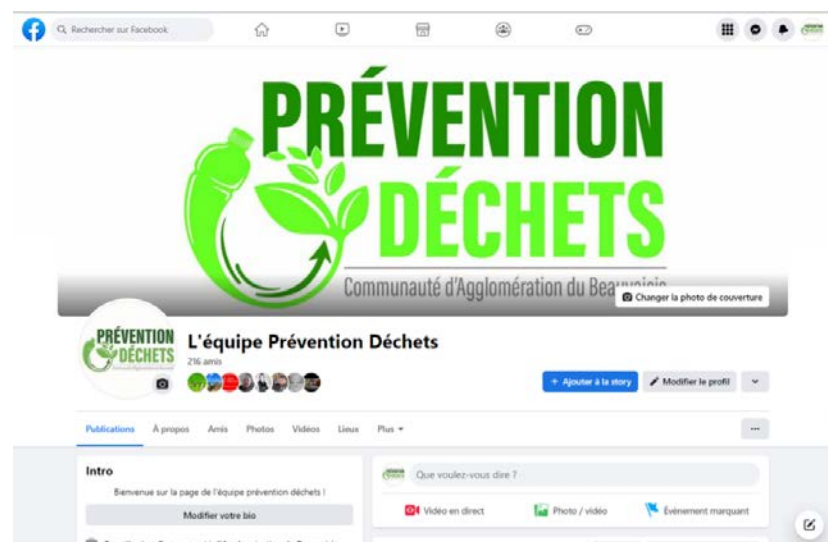 Rechercher sur Facebook
PRÉVENTION
DÉCHETS
Communauté d'Agglomération du Beauvaisis
Changer la photo de couverture
PRÉVENTION
DÉCHETS
L'équipe Prévention Déchets
216 amis
+ Ajouter à la story
Modifier le profil
Publications À propos Amis Photos Vidéos Lieux Plus
Intro
Bienvenue sur la page de l'équipe prévention déchets !
Modifier votre bio
Que voulez-vous dire ?
Vidéo en direct
Photo / vidéo
Événement marquant